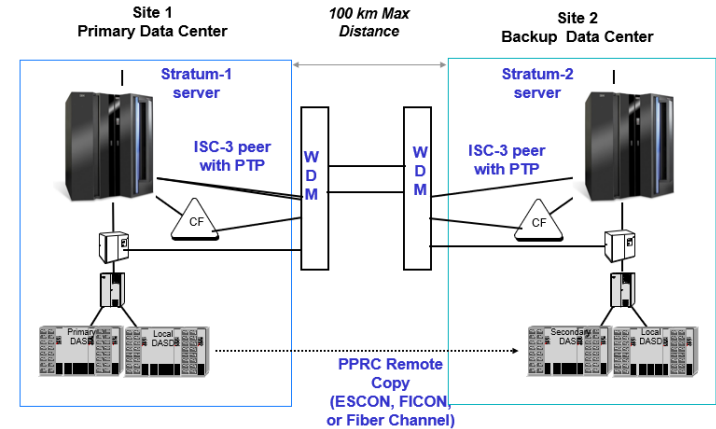 Site 1
Primary Data Center
100 km Max
Distance
Site 2
Backup Data Center
Stratum-1
server
Stratum-2
server
ISC-3 peer
with PTP
W
D
M
W
D
M
ISC-3 peer
with PTP
CF
CF
Primary
DASD
Local
DASD
Secondary
DASD
Local
DASD
PPRC Remote
Copy
(ESCON, FICON,
or Fiber Channel)